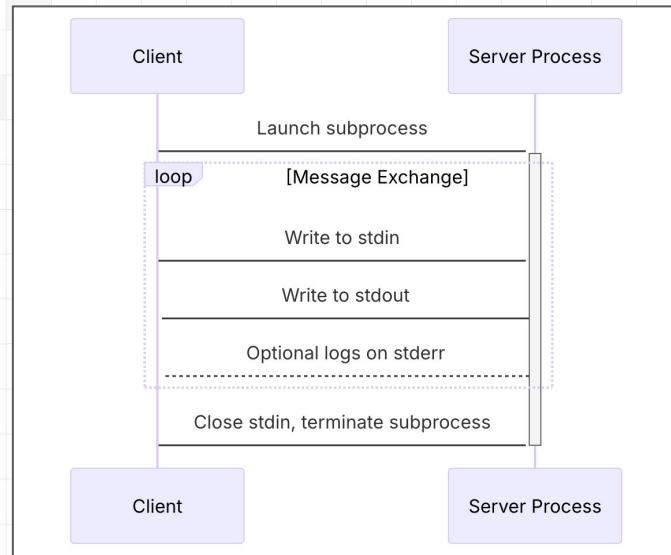 Client
Server Process
Launch subprocess
loop
[Message Exchange]
Write to stdin
Write to stdout
Optional logs on stderr
Close stdin, terminate subprocess
Client
Server Process